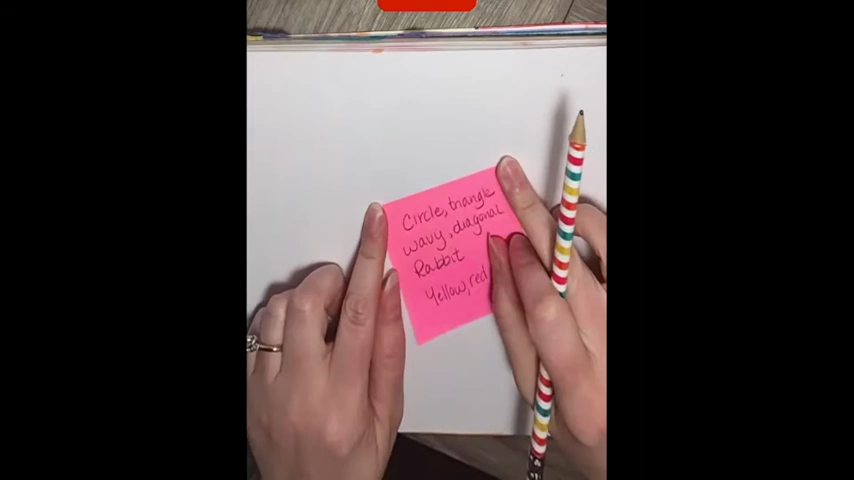 Circle, triangle
wavy, diagonal
Rabbit
Yellow, red